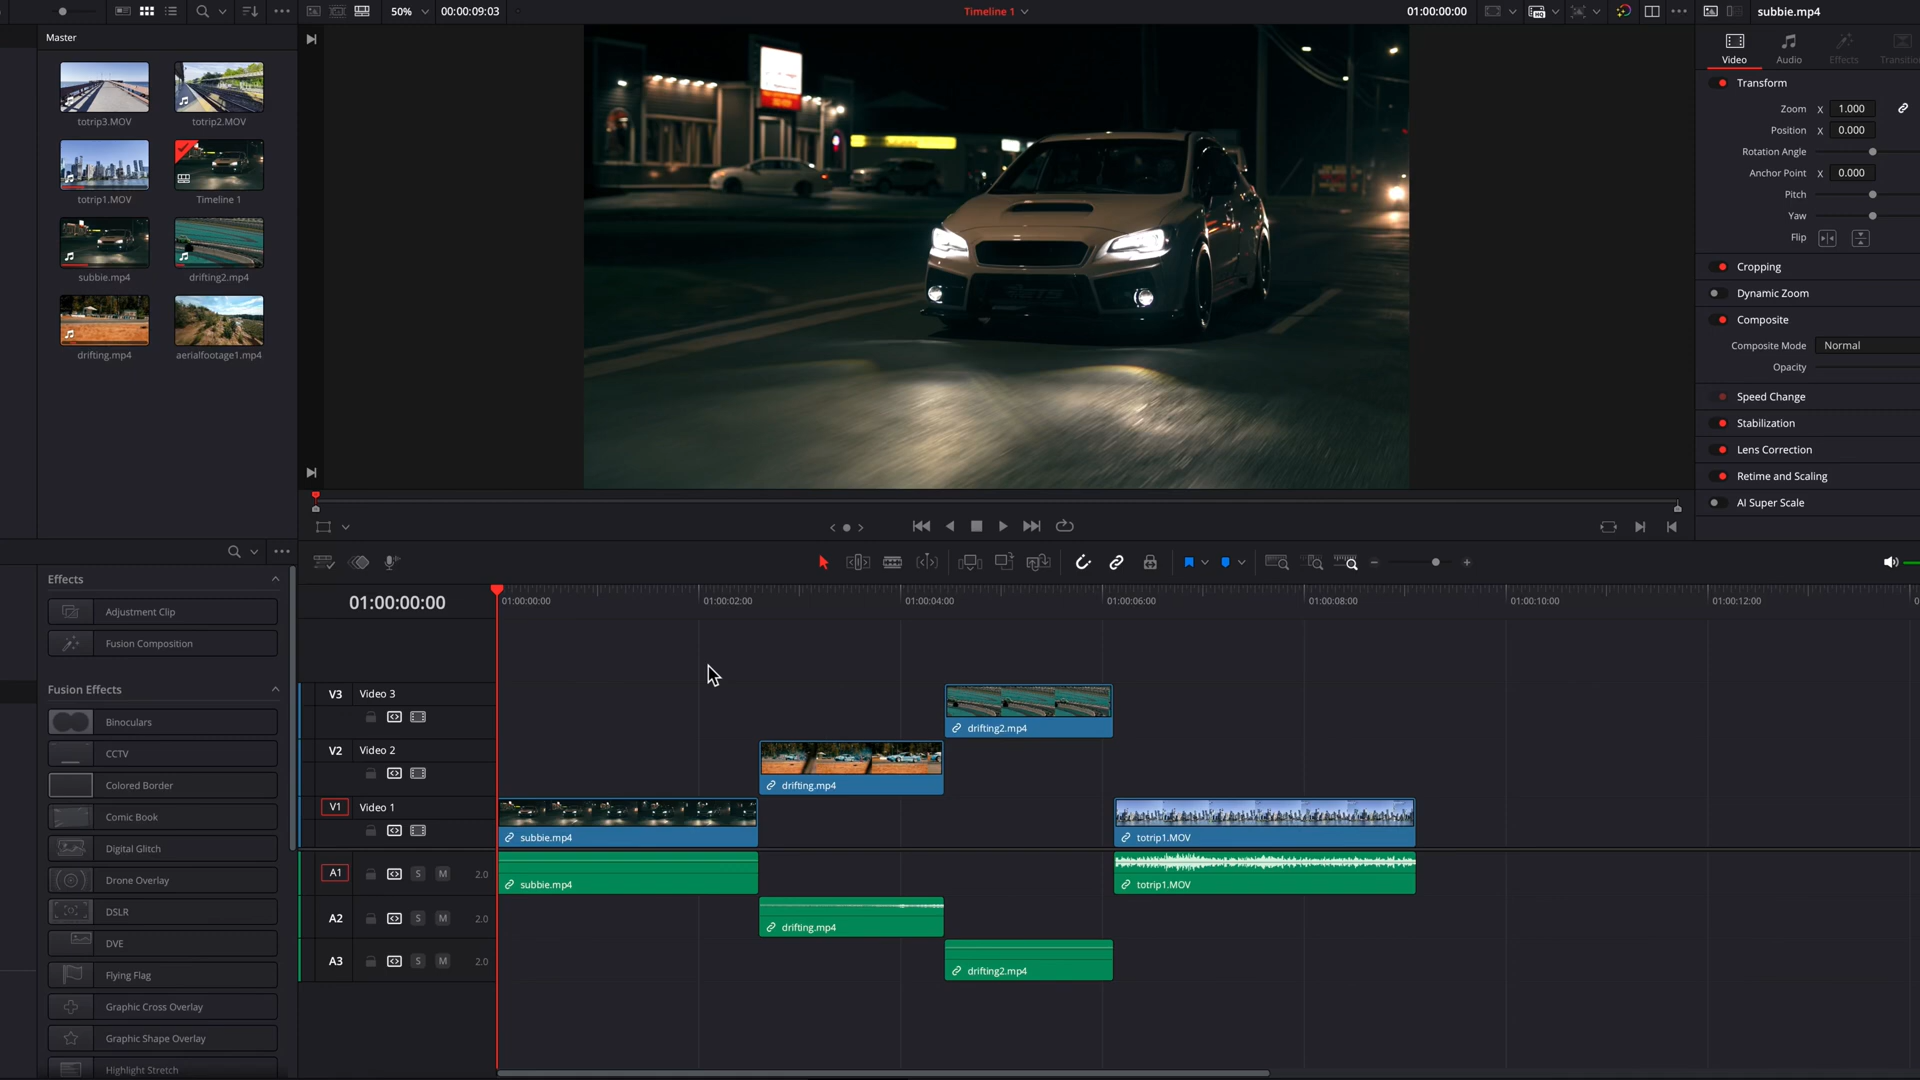 50%
00:00:09:03
Timeline 1
01:00:00:00
subbie.mp4
Master
totrip3.MOV
totrip2.MOV
totrip1.MOV
Timeline 1
subbie.mp4
drifting2.mp4
drifting.mp4
aerialfootage1.mp4
Video
Audio
Effects
Transitio
Transform
Zoom X 1.000
Position X 0.000
Rotation Angle
Anchor Point X 0.000
Pitch
Yaw
Flip
Cropping
Dynamic Zoom
Composite
Composite Mode Normal
Opacity
Speed Change
Stabilization
Lens Correction
Retime and Scaling
AI Super Scale
Effects
Adjustment Clip
Fusion Composition
Fusion Effects
Binoculars
CCTV
Colored Border
Comic Book
Digital Glitch
Drone Overlay
DSLR
DVE
Flying Flag
Graphic Cross Overlay
Graphic Shape Overlay
Highlight Stretch
01:00:00:00
01:00:00:00
01:00:02:00
01:00:04:00
01:00:06:00
01:00:08:00
01:00:10:00
01:00:12:00
V3 Video 3
drifting2.mp4
V2 Video 2
drifting.mp4
V1 Video 1
subbie.mp4
totrip1.MOV
A1 S M 2.0
subbie.mp4
totrip1.MOV
A2 S M 2.0
drifting.mp4
A3 S M 2.0
drifting2.mp4